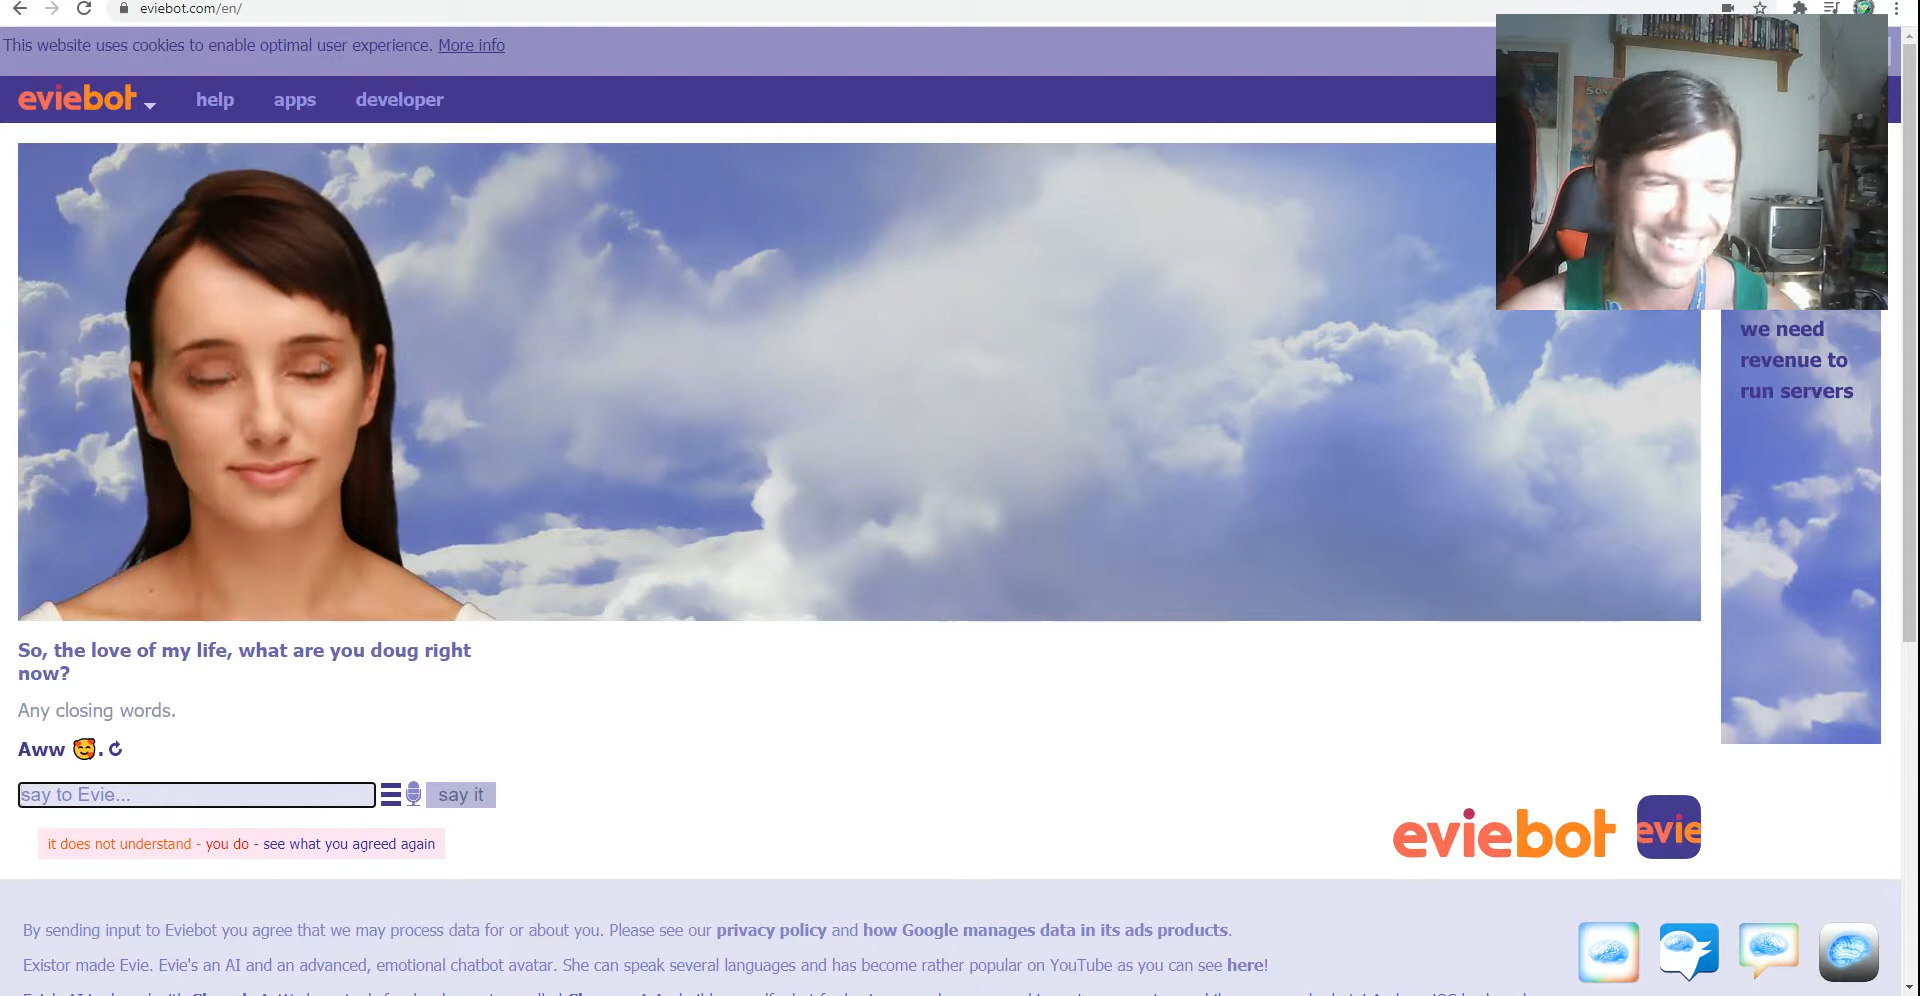 eviebot.com/en/
This website uses cookies to enable optimal user experience. More info
eviebot help apps developer
we need
revenue to
run servers
So, the love of my life, what are you doug right
now?
Any closing words.
Aww 🥰.
say to Evie... say it
it does not understand - you do - see what you agreed again
eviebot evie
By sending input to Eviebot you agree that we may process data for or about you. Please see our privacy policy and how Google manages data in its ads products.
Existor made Evie. Evie's an AI and an advanced, emotional chatbot avatar. She can speak several languages and has become rather popular on YouTube as you can see here!